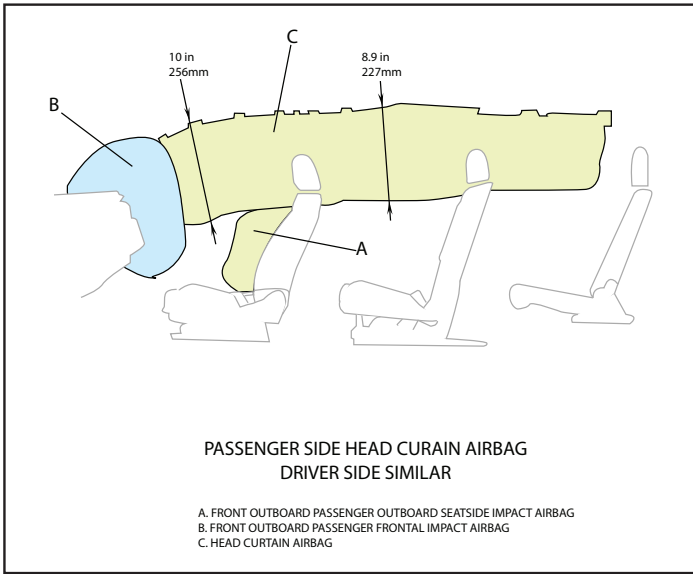 C
10 in
256mm
8.9 in
227mm
B
A
PASSENGER SIDE HEAD CURAIN AIRBAG
DRIVER SIDE SIMILAR
A. FRONT OUTBOARD PASSENGER OUTBOARD SEATSIDE IMPACT AIRBAG
B. FRONT OUTBOARD PASSENGER FRONTAL IMPACT AIRBAG
C. HEAD CURTAIN AIRBAG